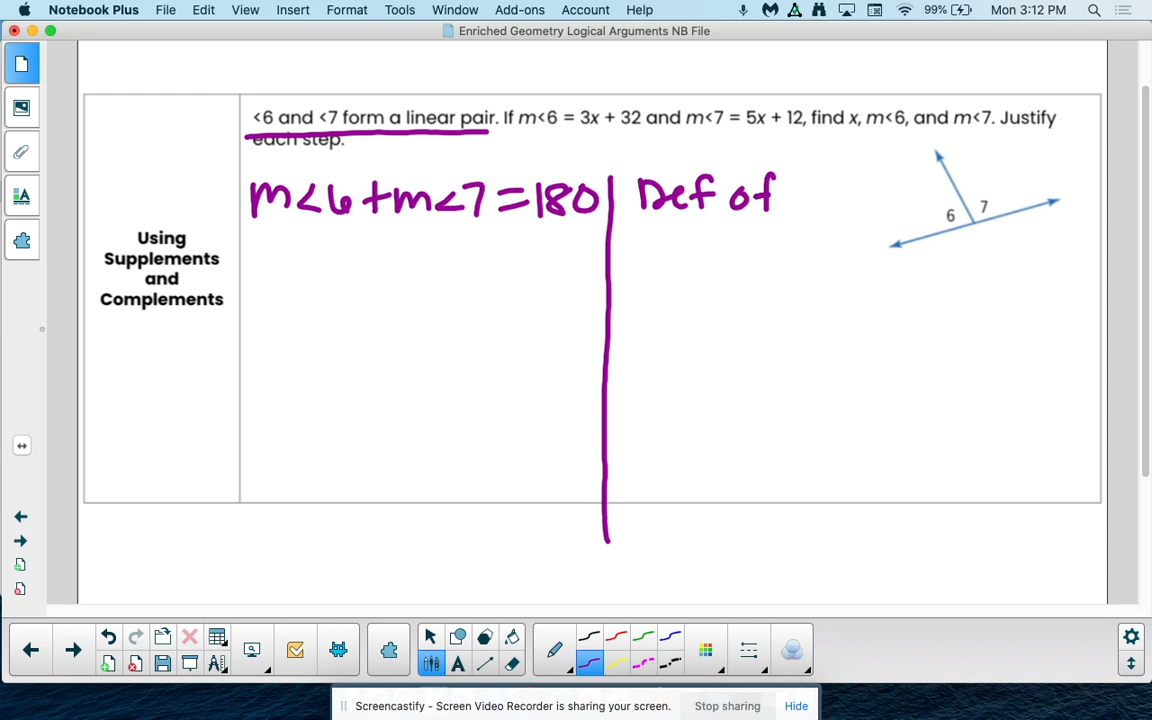 Notebook Plus File Edit View Insert Format Tools Window Add-ons Account Help 99% Mon 3:12 PM
Enriched Geometry Logical Arguments NB File
<6 and <7 form a linear pair. If m<6 = 3x + 32 and m<7 = 5x + 12, find x, m<6, and m<7. Justify
each step.
m<6 + m<7 = 180 Def of
6 7
Using
Supplements
and
Complements
Screencastify - Screen Video Recorder is sharing your screen. Stop sharing Hide